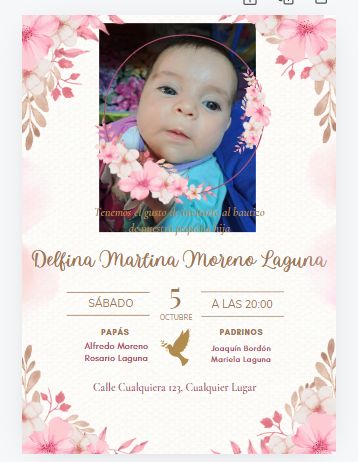 Tenemos el gusto de invitarte al bautizo
de nuestra pequeña hija
Delfina Martina Moreno Laguna
SÁBADO
5
OCTUBRE
A LAS 20:00
PAPÁS
Alfredo Moreno
Rosario Laguna
PADRINOS
Joaquín Bordón
Mariela Laguna
Calle Cualquiera 123, Cualquier Lugar